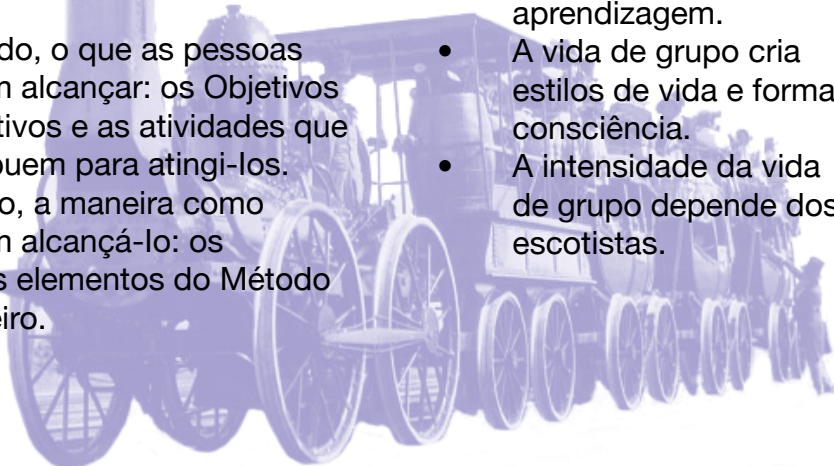 do, o que as pessoas
m alcançar: os Objetivos
tivos e as atividades que
buem para atingi-los.
o, a maneira como
m alcançá-lo: os
s elementos do Método
eiro.
aprendizagem.
• A vida de grupo cria
estilos de vida e forma
consciência.
• A intensidade da vida
de grupo depende dos
escotistas.